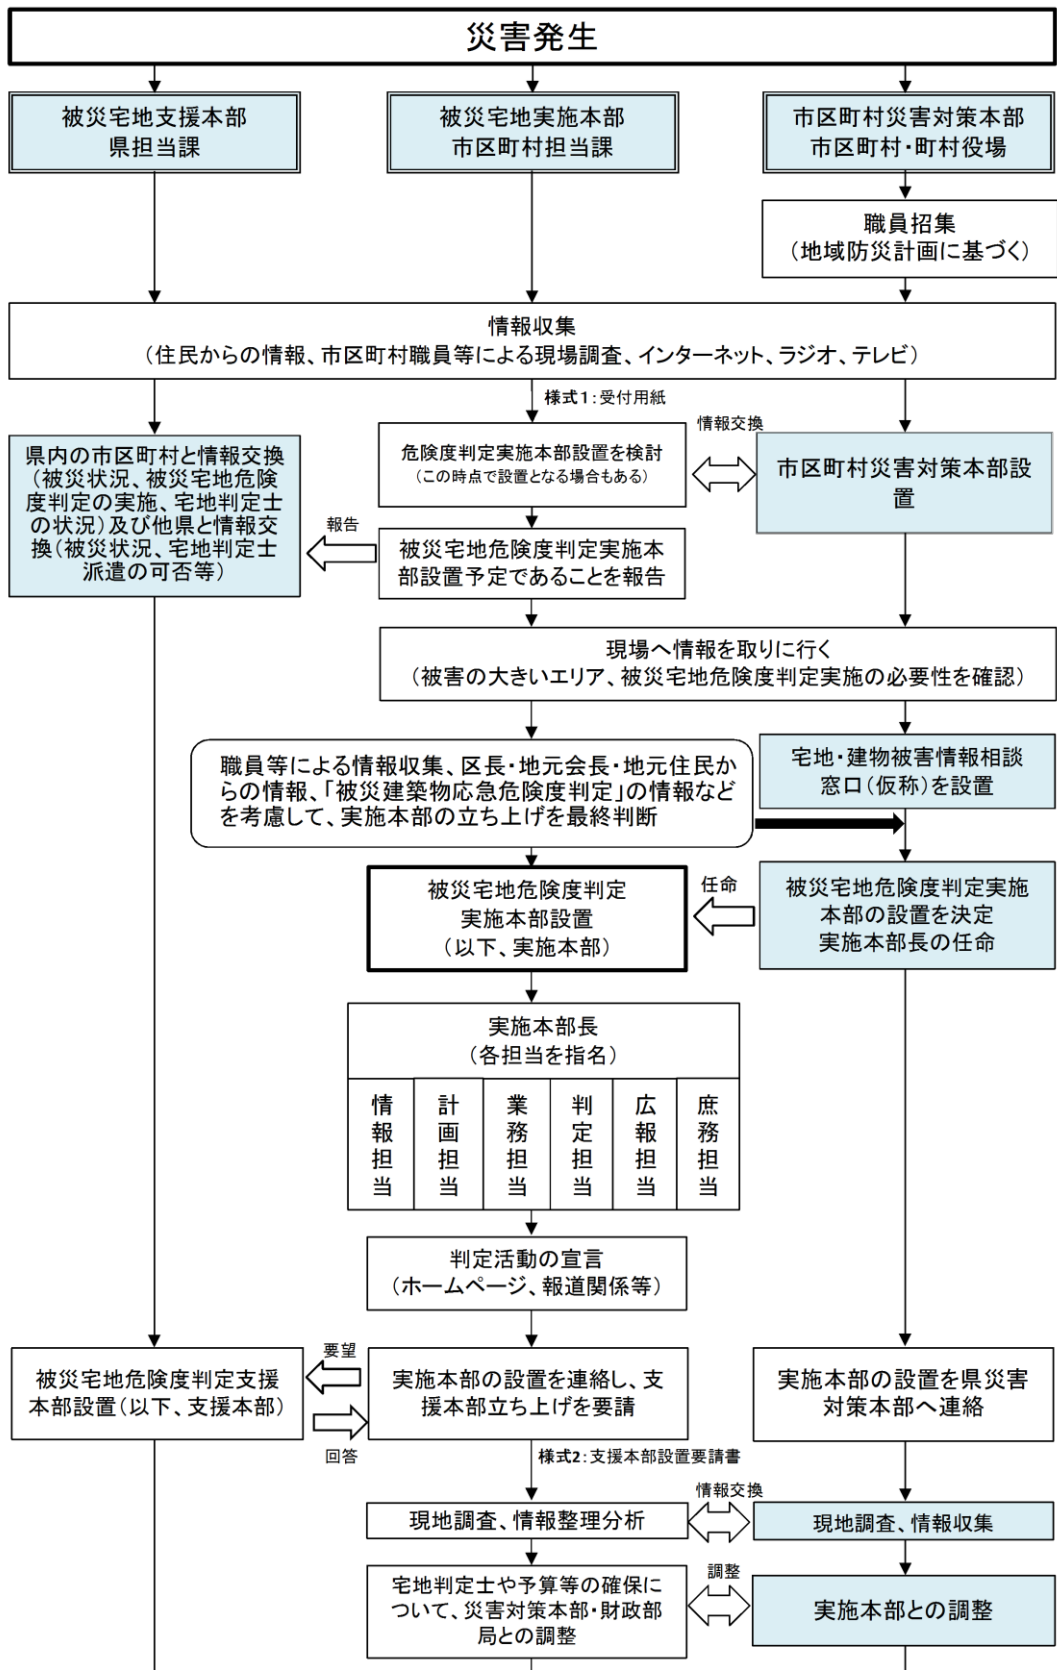 災害発生
被災宅地支援本部
県担当課
被災宅地実施本部
市区町村担当課
市区町村災害対策本部
市区町村・町村役場
職員招集
（地域防災計画に基づく）
情報収集
（住民からの情報、市区町村職員等による現場調査、インターネット、ラジオ、テレビ）
様式1：受付用紙
県内の市区町村と情報交換
（被災状況、被災宅地危険
度判定の実施、宅地判定士
の状況）及び他県と情報交
換（被災状況、宅地判定士
派遣の可否等）
危険度判定実施本部設置を検討
（この時点で設置となる場合もある）
情報交換
市区町村災害対策本部設
置
報告
被災宅地危険度判定実施本
部設置予定であることを報告
現場へ情報を取りに行く
（被害の大きいエリア、被災宅地危険度判定実施の必要性を確認）
職員等による情報収集、区長・地元会長・地元住民か
らの情報、「被災建築物応急危険度判定」の情報など
を考慮して、実施本部の立ち上げを最終判断
宅地・建物被害情報相談
窓口（仮称）を設置
被災宅地危険度判定
実施本部設置
（以下、実施本部）
任命
被災宅地危険度判定実施
本部の設置を決定
実施本部長の任命
実施本部長
（各担当を指名）
情報担当
計画担当
業務担当
判定担当
広報担当
庶務担当
判定活動の宣言
（ホームページ、報道関係等）
被災宅地危険度判定支援
本部設置（以下、支援本部）
要望
回答
実施本部の設置を連絡し、支
援本部立ち上げを要請
実施本部の設置を県災害
対策本部へ連絡
様式2：支援本部設置要請書
現地調査、情報整理分析
情報交換
現地調査、情報収集
宅地判定士や予算等の確保に
ついて、災害対策本部・財政部
局との調整
調整
実施本部との調整